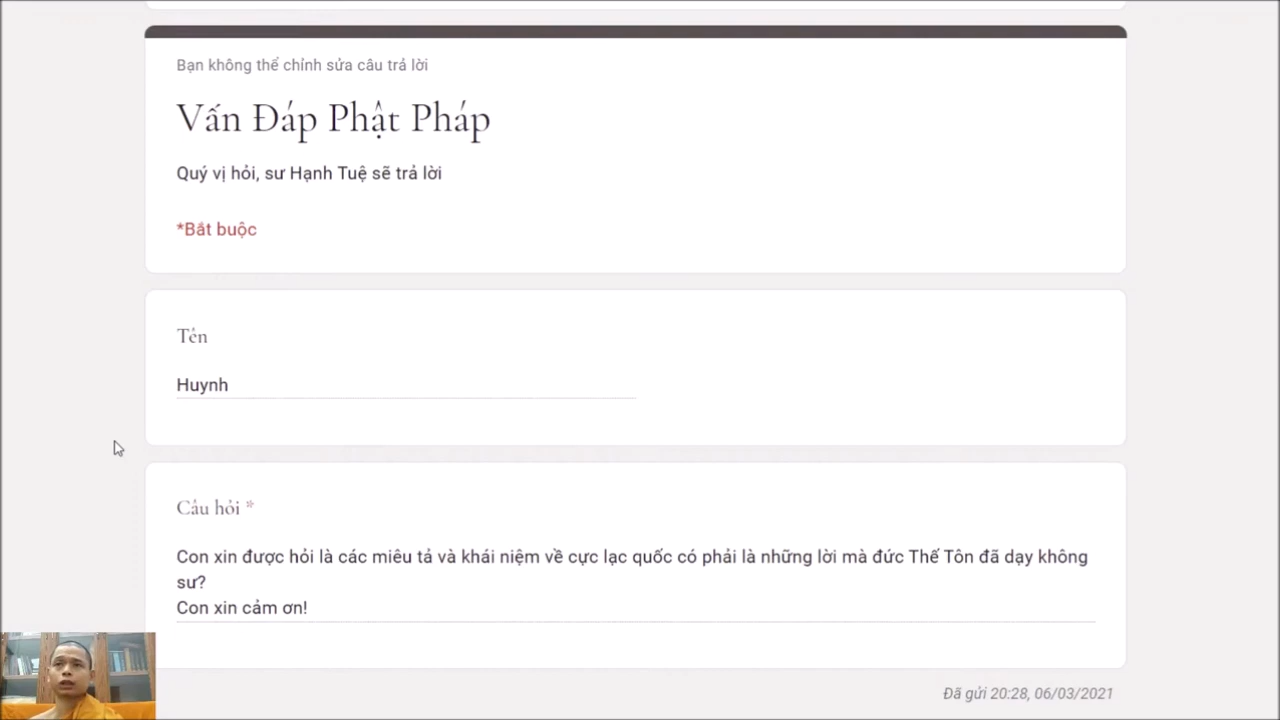 Bạn không thể chỉnh sửa câu trả lời
Vấn Đáp Phật Pháp
Quý vị hỏi, sư Hạnh Tuệ sẽ trả lời
*Bắt buộc
Tên
Huynh
Câu hỏi *
Con xin được hỏi là các miêu tả và khái niệm về cực lạc quốc có phải là những lời mà đức Thế Tôn đã dạy không
sư?
Con xin cảm ơn!
Đã gửi 20:28, 06/03/2021